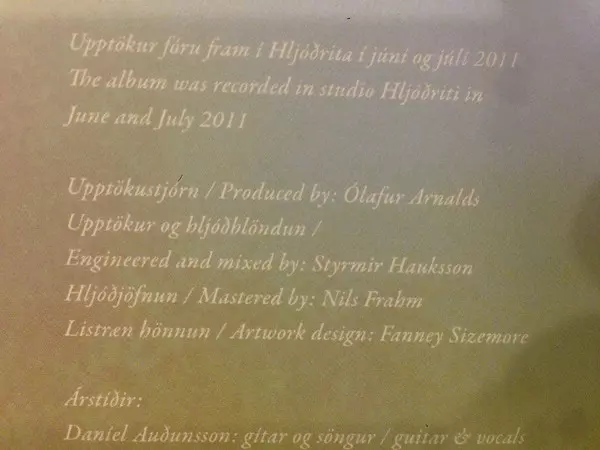 Upptökur fóru fram í Hljóðrita í júní og júlí 2011
The album was recorded in studio Hljóðriti in
June and July 2011
Upptökustjórn / Produced by: Ólafur Arnalds
Upptökur og hljóðblöndun /
Engineered and mixed by: Styrmir Hauksson
Hljóðjöfnun / Mastered by: Nils Frahm
Listræn hönnun / Artwork design: Fanney Sizemore
Árstíðir:
Daníel Auðunsson: gítar og söngur / guitar & vocals